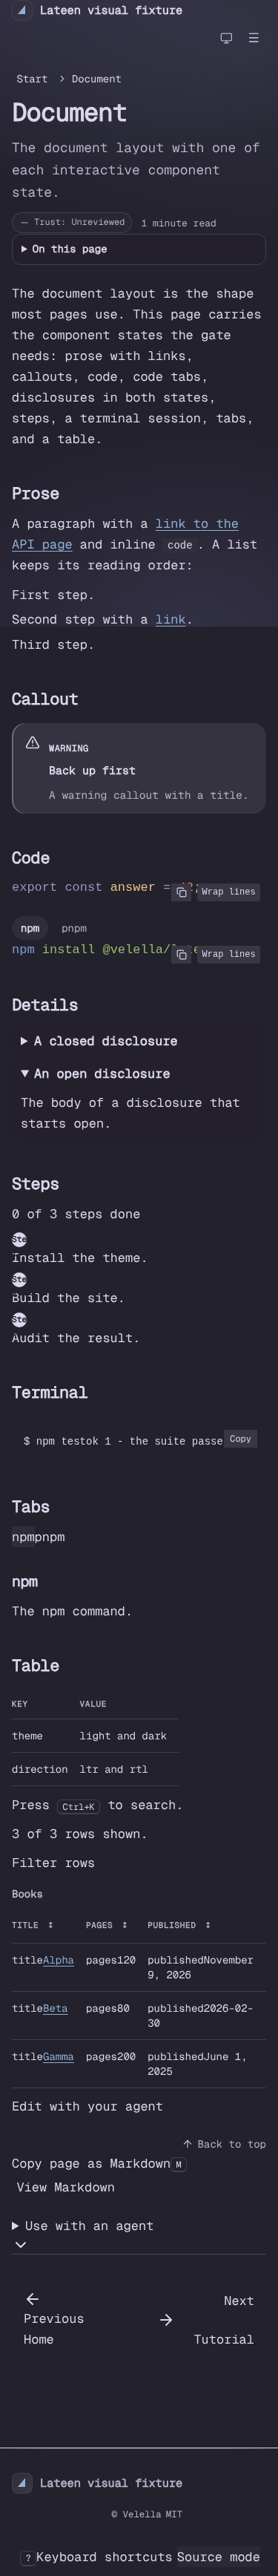 Lateen visual fixture
Start > Document
Document
The document layout with one of
each interactive component
state.
— Trust: Unreviewed 1 minute read
▶ On this page
The document layout is the shape
most pages use. This page carries
the component states the gate
needs: prose with links,
callouts, code, code tabs,
disclosures in both states,
steps, a terminal session, tabs,
and a table.
Prose
A paragraph with a link to the
API page and inline code. A list
keeps its reading order:
First step.
Second step with a link.
Third step.
Callout
WARNING
Back up first
A warning callout with a title.
Code
export const answer =
Wrap lines
npm pnpm
npm install @velella/
Wrap lines
Details
▶ A closed disclosure
▼ An open disclosure
The body of a disclosure that
starts open.
Steps
0 of 3 steps done
Ste
Install the theme.
Ste
Build the site.
Ste
Audit the result.
Terminal
$ npm testok 1 - the suite passe
Copy
Tabs
npmpnpm
npm
The npm command.
Table
KEY VALUE
theme light and dark
direction ltr and rtl
Press Ctrl+K to search.
3 of 3 rows shown.
Filter rows
Books
TITLE ↕ PAGES ↕ PUBLISHED ↕
titleAlpha pages120 publishedNovember
9, 2026
titleBeta pages80 published2026-02-
30
titleGamma pages200 publishedJune 1,
2025
Edit with your agent
↑ Back to top
Copy page as Markdown M
View Markdown
▶ Use with an agent
←
Previous
Home
Next
→
Tutorial
Lateen visual fixture
© Velella MIT
? Keyboard shortcuts Source mode